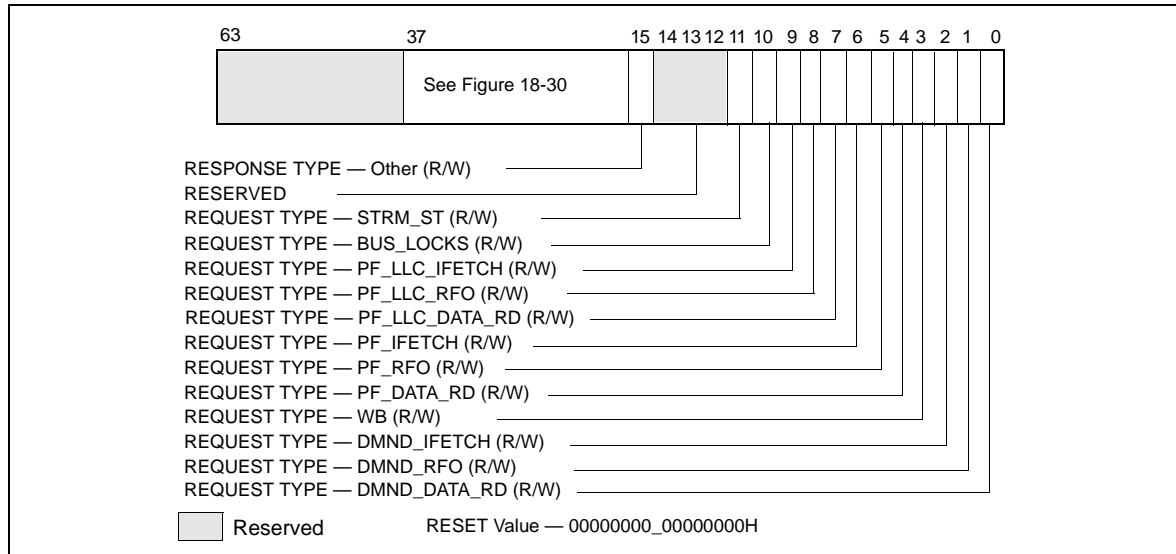 63 37 15 14 13 12 11 10 9 8 7 6 5 4 3 2 1 0
See Figure 18-30
RESPONSE TYPE — Other (R/W)
RESERVED
REQUEST TYPE — STRM_ST (R/W)
REQUEST TYPE — BUS_LOCKS (R/W)
REQUEST TYPE — PF_LLC_IFETCH (R/W)
REQUEST TYPE — PF_LLC_RFO (R/W)
REQUEST TYPE — PF_LLC_DATA_RD (R/W)
REQUEST TYPE — PF_IFETCH (R/W)
REQUEST TYPE — PF_RFO (R/W)
REQUEST TYPE — PF_DATA_RD (R/W)
REQUEST TYPE — WB (R/W)
REQUEST TYPE — DMND_IFETCH (R/W)
REQUEST TYPE — DMND_RFO (R/W)
REQUEST TYPE — DMND_DATA_RD (R/W)
Reserved RESET Value — 00000000_00000000H